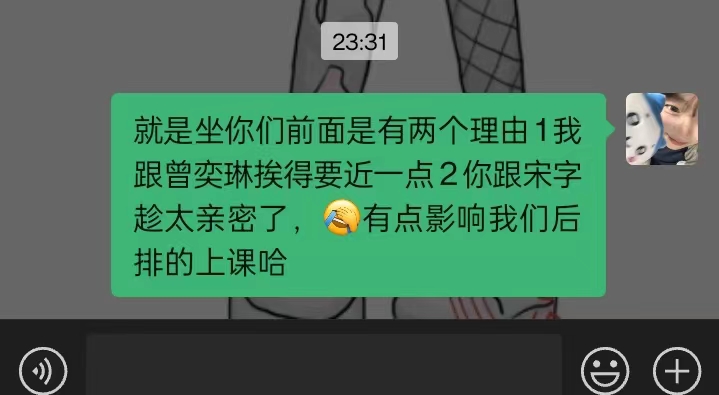 23:31
就是坐你们前面是有两个理由1我
跟曾奕琳挨得要近一点2你跟宋字
趁太亲密了，🤦有点影响我们后
排的上课哈